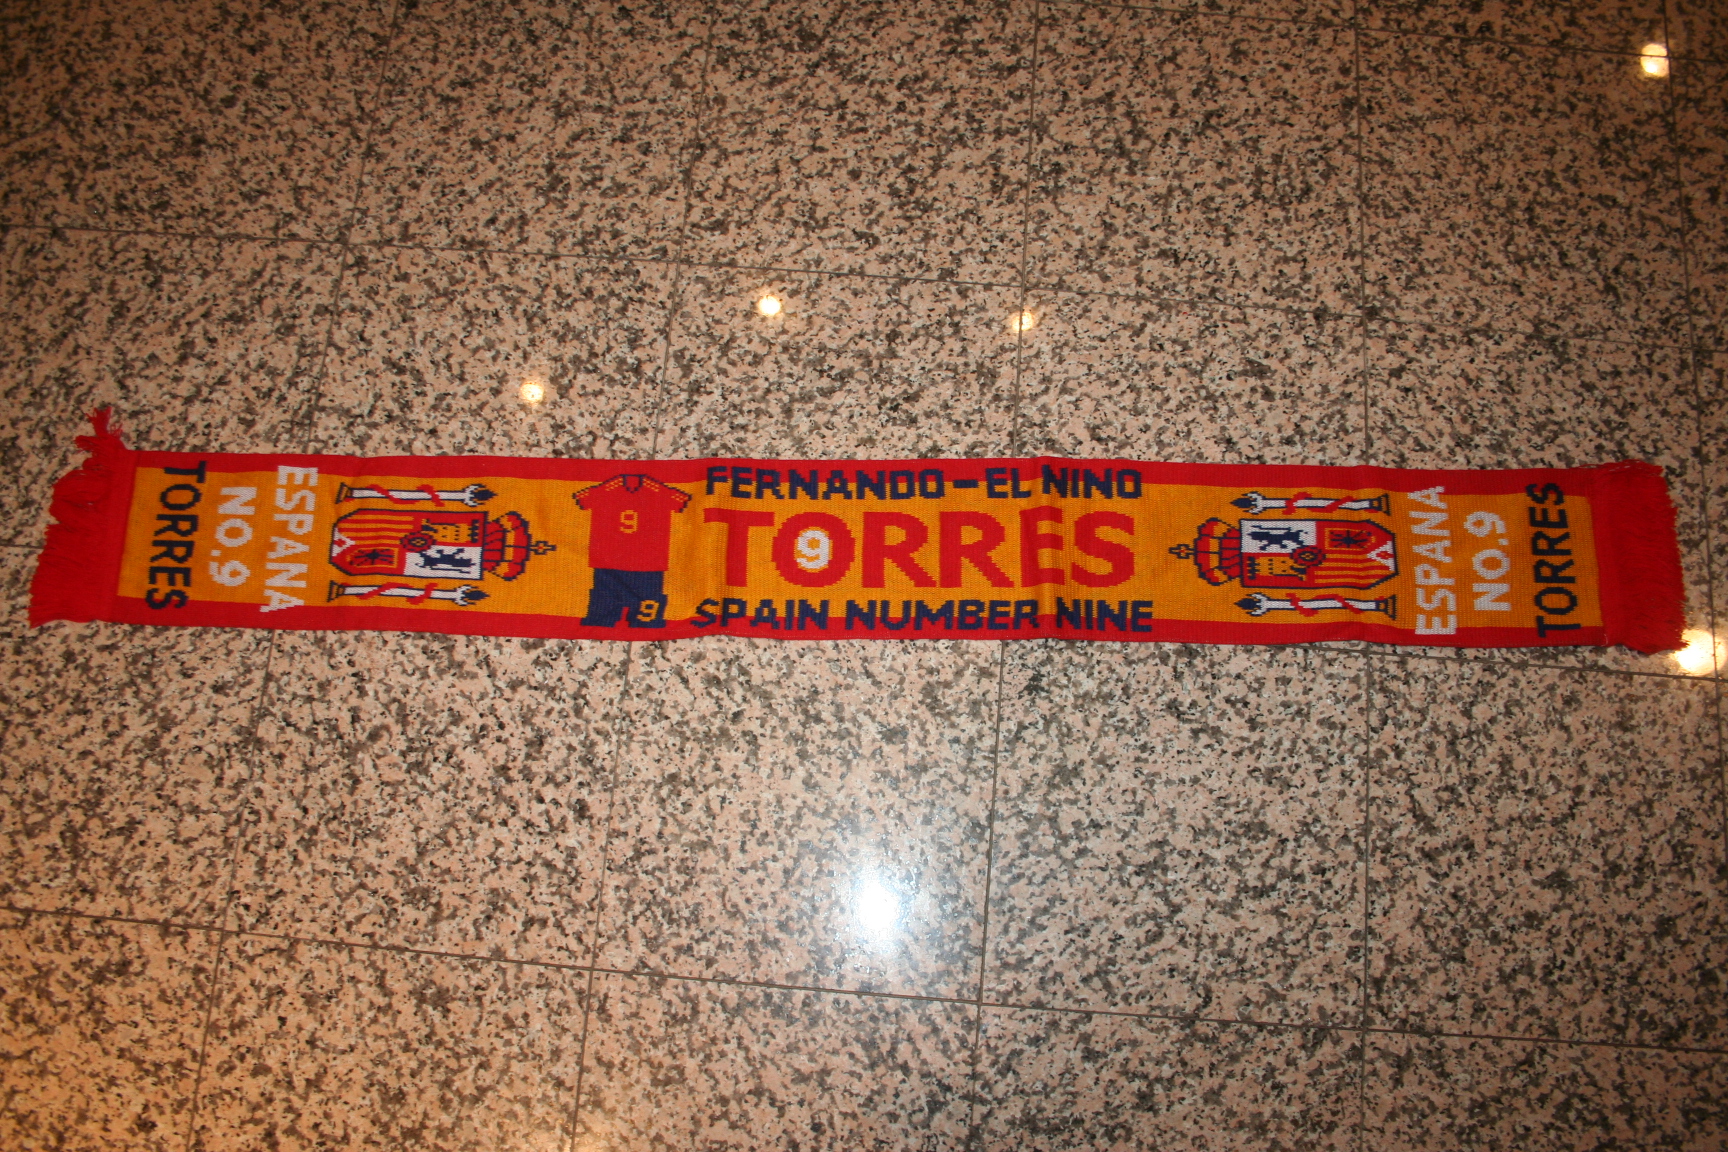 TORRES
NO.9
ESPANA
9
9
FERNANDO-EL NINO
TORRES
9
SPAIN NUMBER NINE
ESPANA
NO.9
TORRES